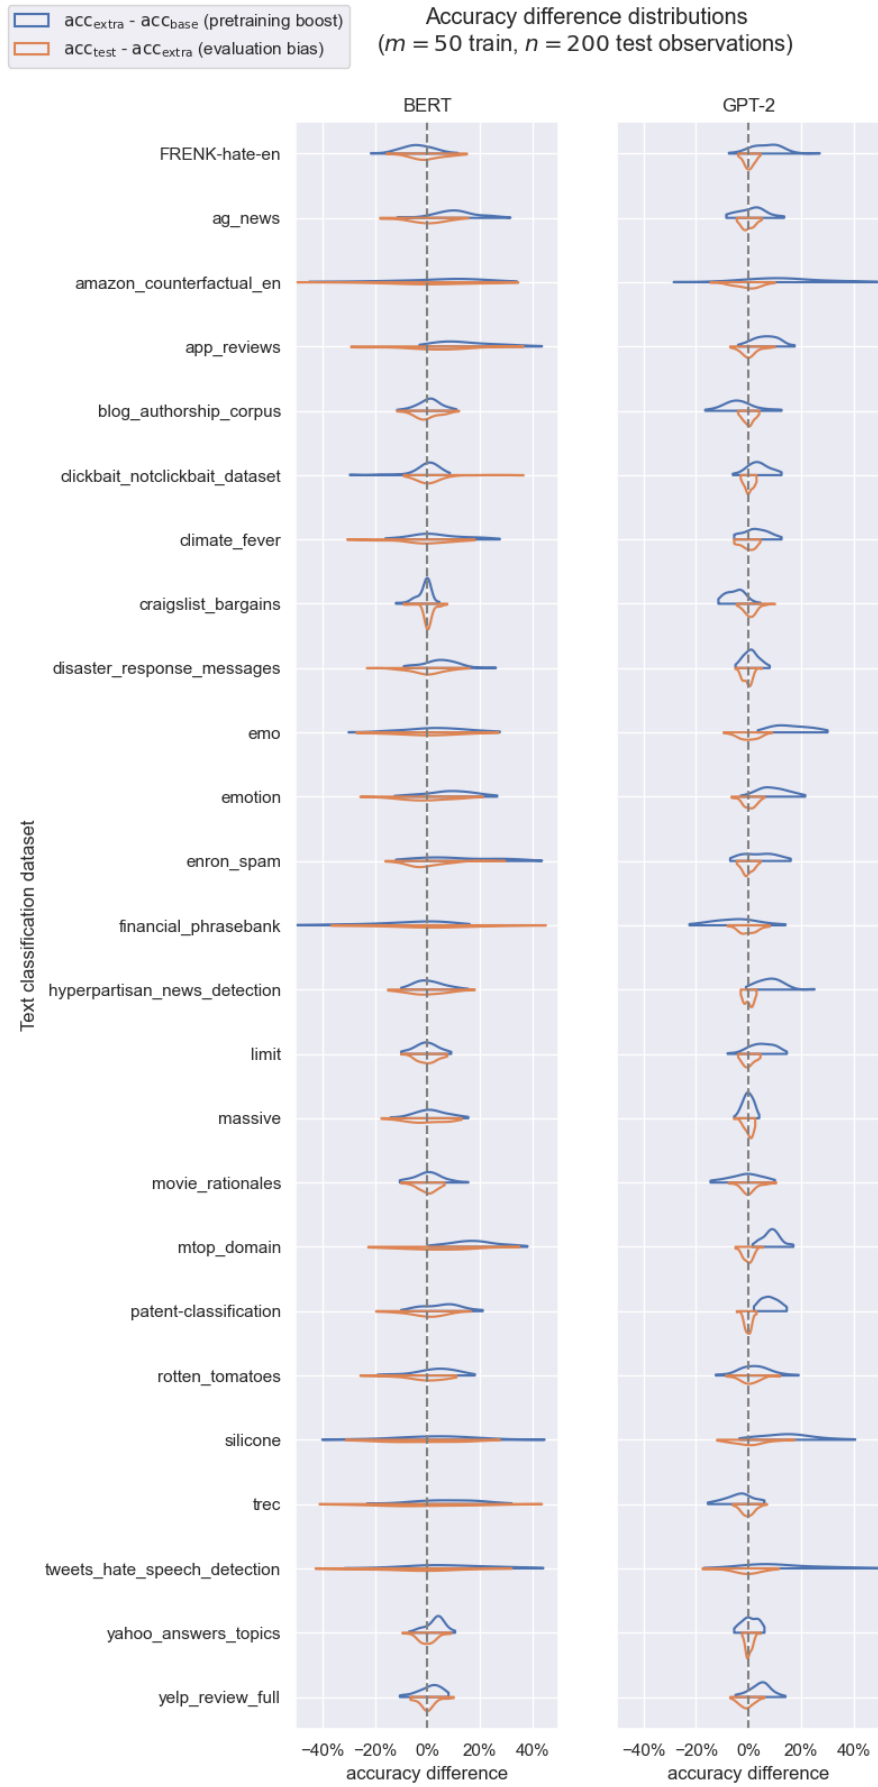 acc_extra - acc_base (pretraining boost)
acc_test - acc_extra (evaluation bias)
Accuracy difference distributions
(m = 50 train, n = 200 test observations)
BERT
GPT-2
Text classification dataset
FRENK-hate-en
ag_news
amazon_counterfactual_en
app_reviews
blog_authorship_corpus
clickbait_notclickbait_dataset
climate_fever
craigslist_bargains
disaster_response_messages
emo
emotion
enron_spam
financial_phrasebank
hyperpartisan_news_detection
limit
massive
movie_rationales
mtop_domain
patent-classification
rotten_tomatoes
silicone
trec
tweets_hate_speech_detection
yahoo_answers_topics
yelp_review_full
−40% −20% 0% 20% 40%
−40% −20% 0% 20% 40%
accuracy difference
accuracy difference